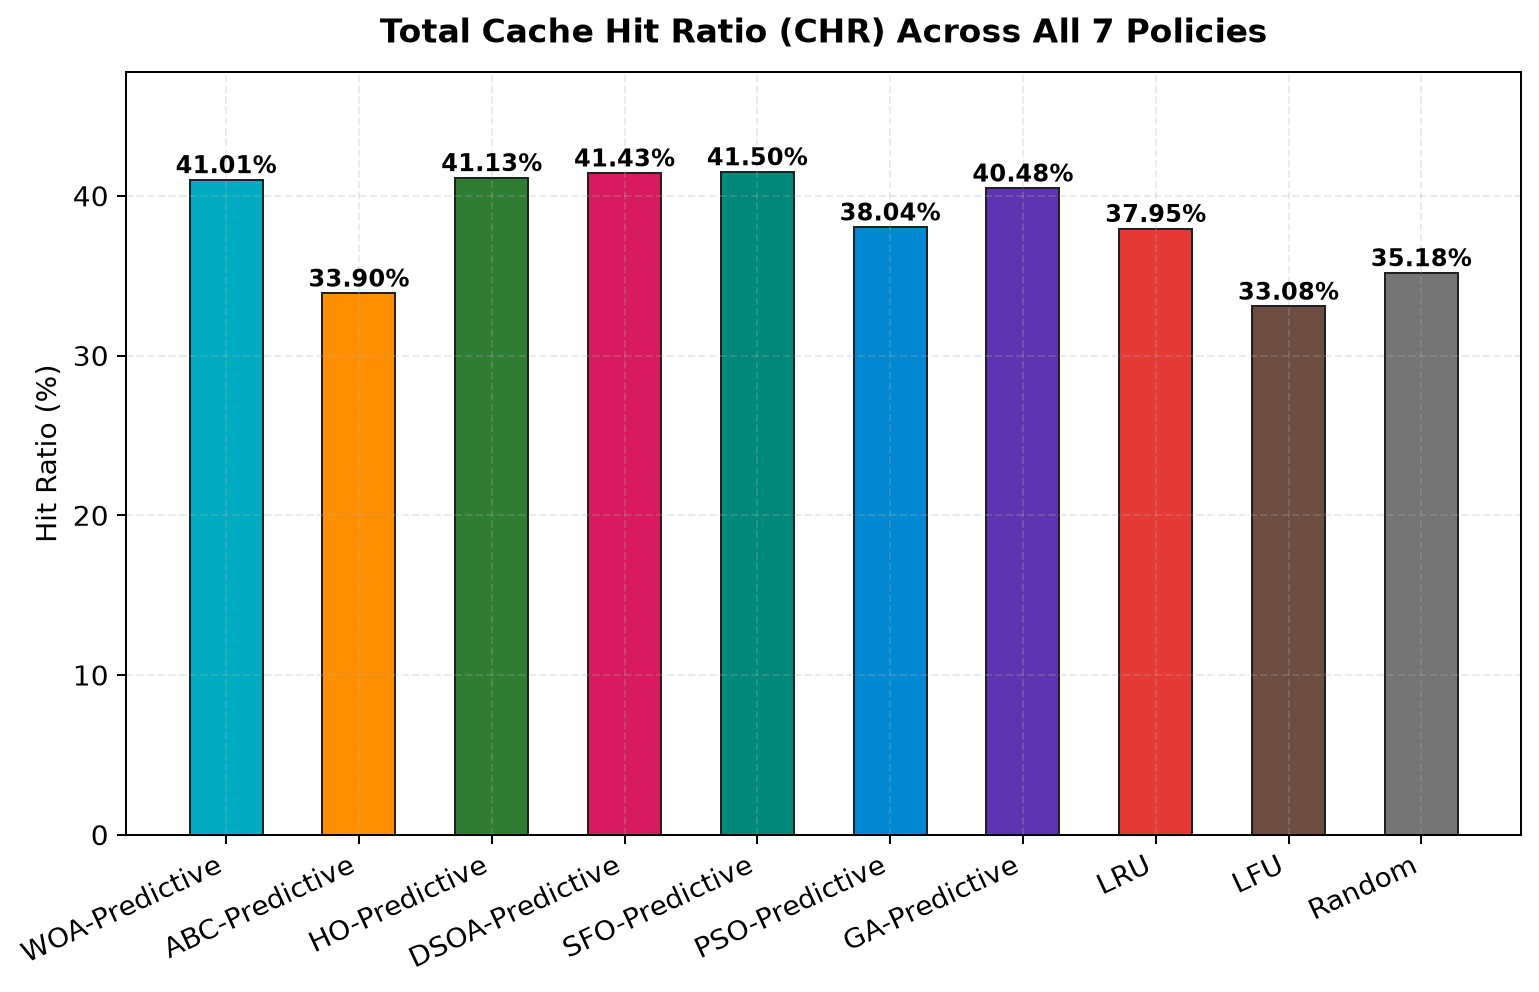 Total Cache Hit Ratio (CHR) Across All 7 Policies
Hit Ratio (%)
40
30
20
10
0
41.01%
33.90%
41.13%
41.43%
41.50%
38.04%
40.48%
37.95%
33.08%
35.18%
WOA-Predictive
ABC-Predictive
HO-Predictive
DSOA-Predictive
SFO-Predictive
PSO-Predictive
GA-Predictive
LRU
LFU
Random